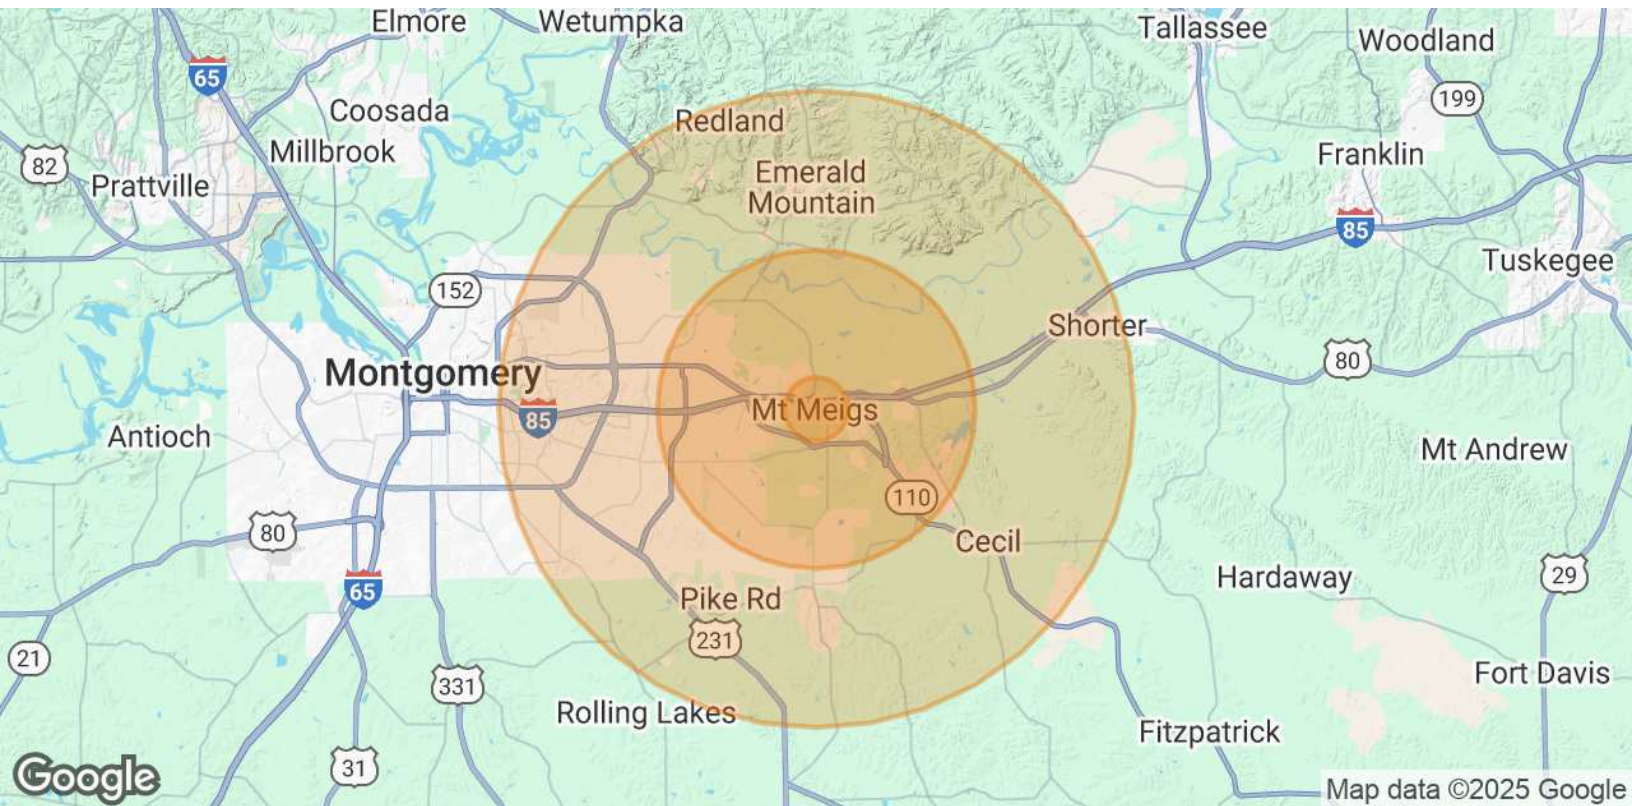 Elmore
Wetumpka
Tallassee
Woodland
65
Coosada
199
Redland
Millbrook
Franklin
82
Prattville
Emerald
Mountain
85
Tuskegee
152
Shorter
80
Montgomery
85
Mt Meigs
Antioch
Mt Andrew
110
80
Cecil
29
Hardaway
65
Pike Rd
231
21
331
Fort Davis
Rolling Lakes
Fitzpatrick
31
Google
Map data ©2025 Google